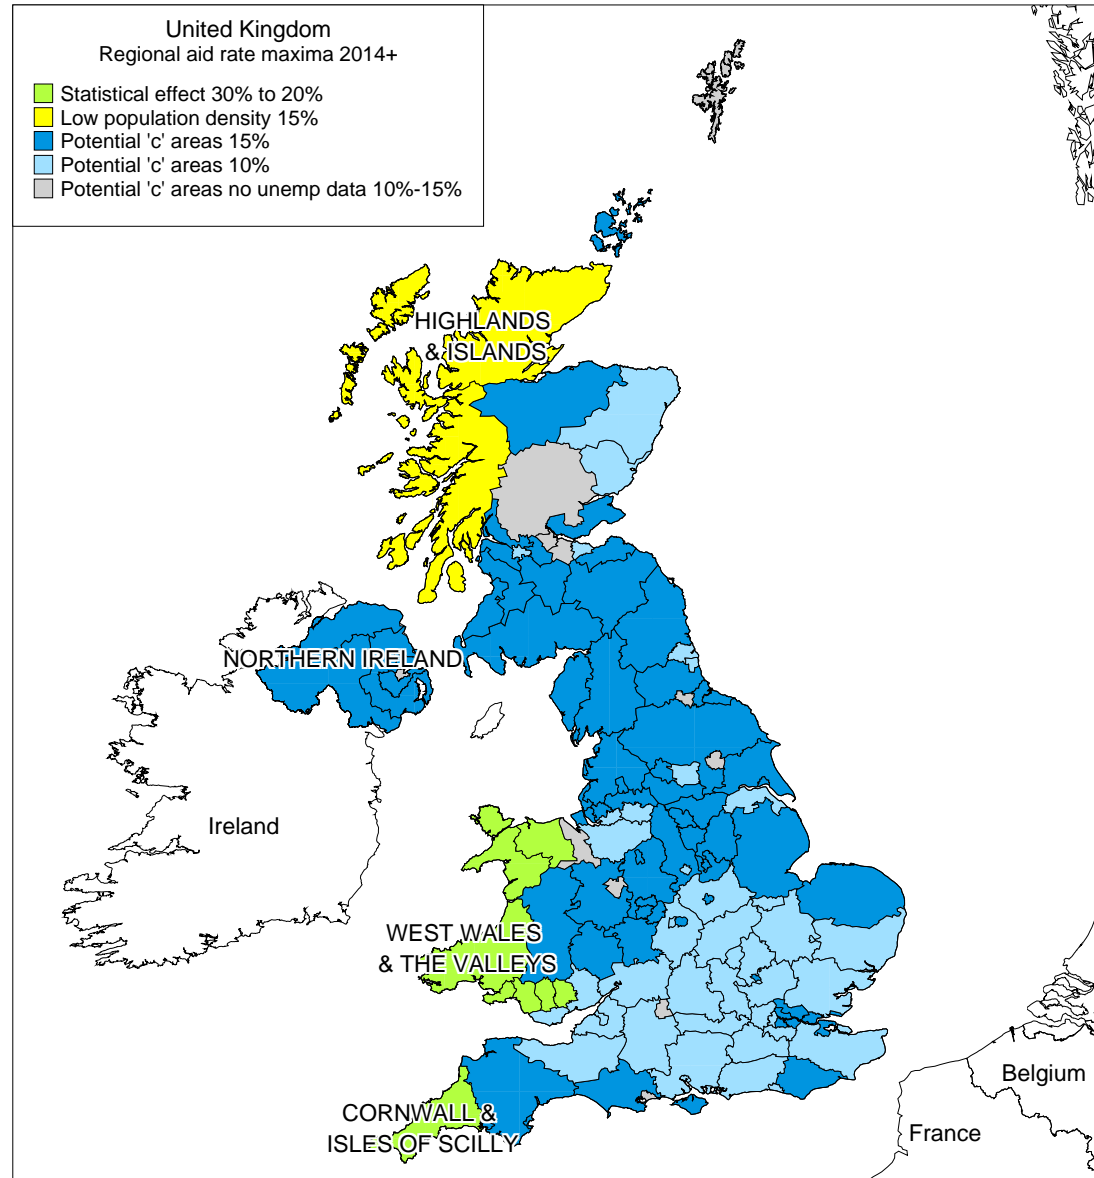 United Kingdom
Regional aid rate maxima 2014+
Statistical effect 30% to 20%
Low population density 15%
Potential 'c' areas 15%
Potential 'c' areas 10%
Potential 'c' areas no unemp data 10%-15%
HIGHLANDS
& ISLANDS
NORTHERN IRELAND
Ireland
WEST WALES
& THE VALLEYS
Belgium
CORNWALL &
ISLES OF SCILLY
France